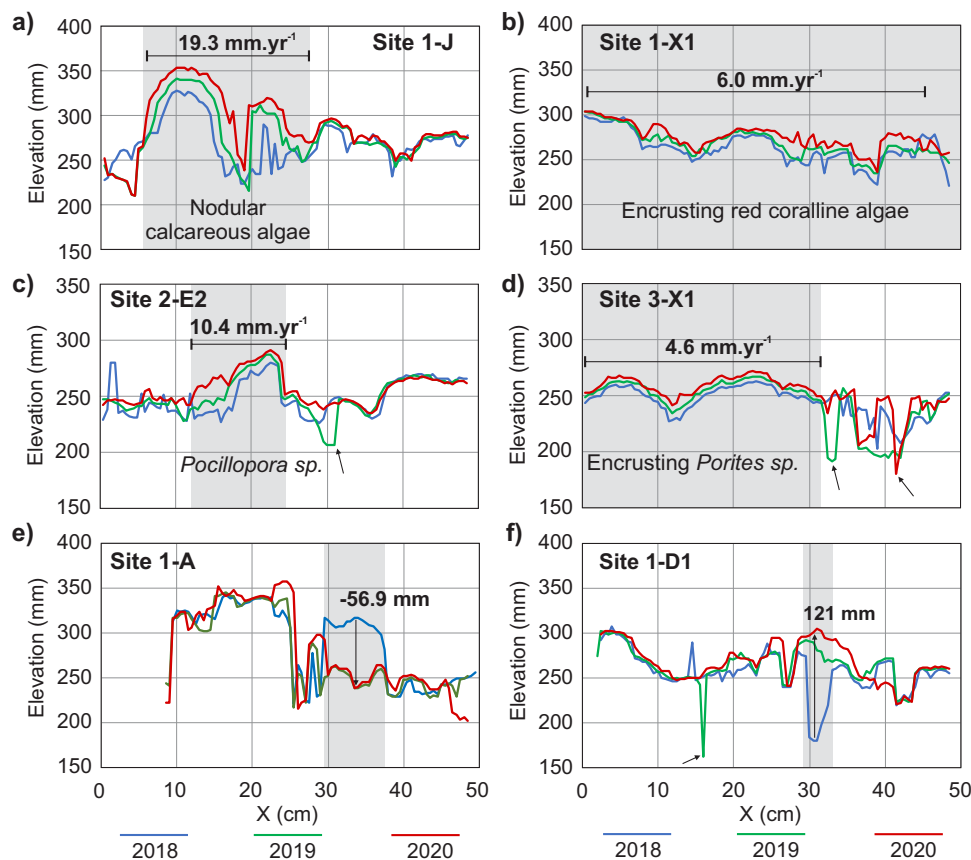 a)
Site 1-J
19.3 mm.yr-1
Nodular
calcareous algae
Elevation (mm)
400
350
300
250
200
150
b)
Site 1-X1
6.0 mm.yr-1
Encrusting red coralline algae
Elevation (mm)
400
350
300
250
200
150
c)
Site 2-E2
10.4 mm.yr-1
Pocillopora sp.
Elevation (mm)
350
300
250
200
150
d)
Site 3-X1
4.6 mm.yr-1
Encrusting Porites sp.
Elevation (mm)
350
300
250
200
150
e)
Site 1-A
-56.9 mm
Elevation (mm)
400
350
300
250
200
150
0 10 20 30 40 50
X (cm)
f)
Site 1-D1
121 mm
Elevation (mm)
400
350
300
250
200
150
0 10 20 30 40 50
X (cm)
2018 2019 2020
2018 2019 2020